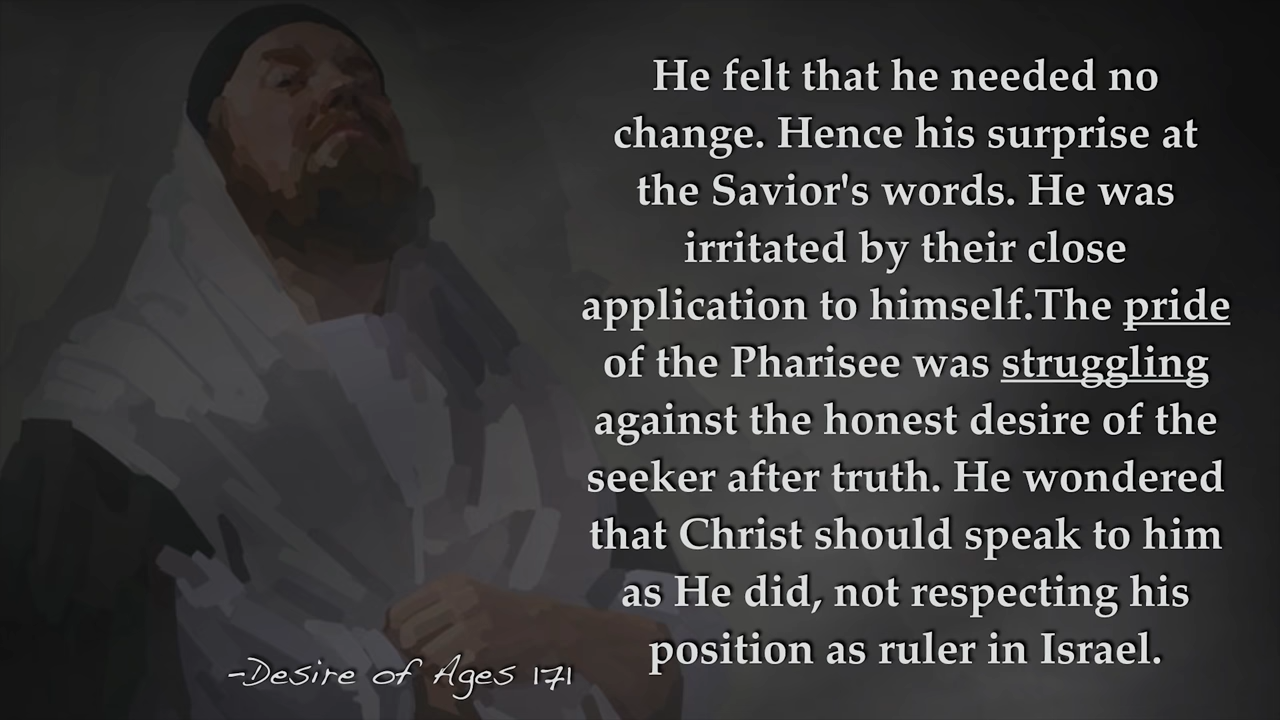 He felt that he needed no
change. Hence his surprise at
the Savior's words. He was
irritated by their close
application to himself.The pride
of the Pharisee was struggling
against the honest desire of the
seeker after truth. He wondered
that Christ should speak to him
as He did, not respecting his
position as ruler in Israel.
-Desire of Ages 171